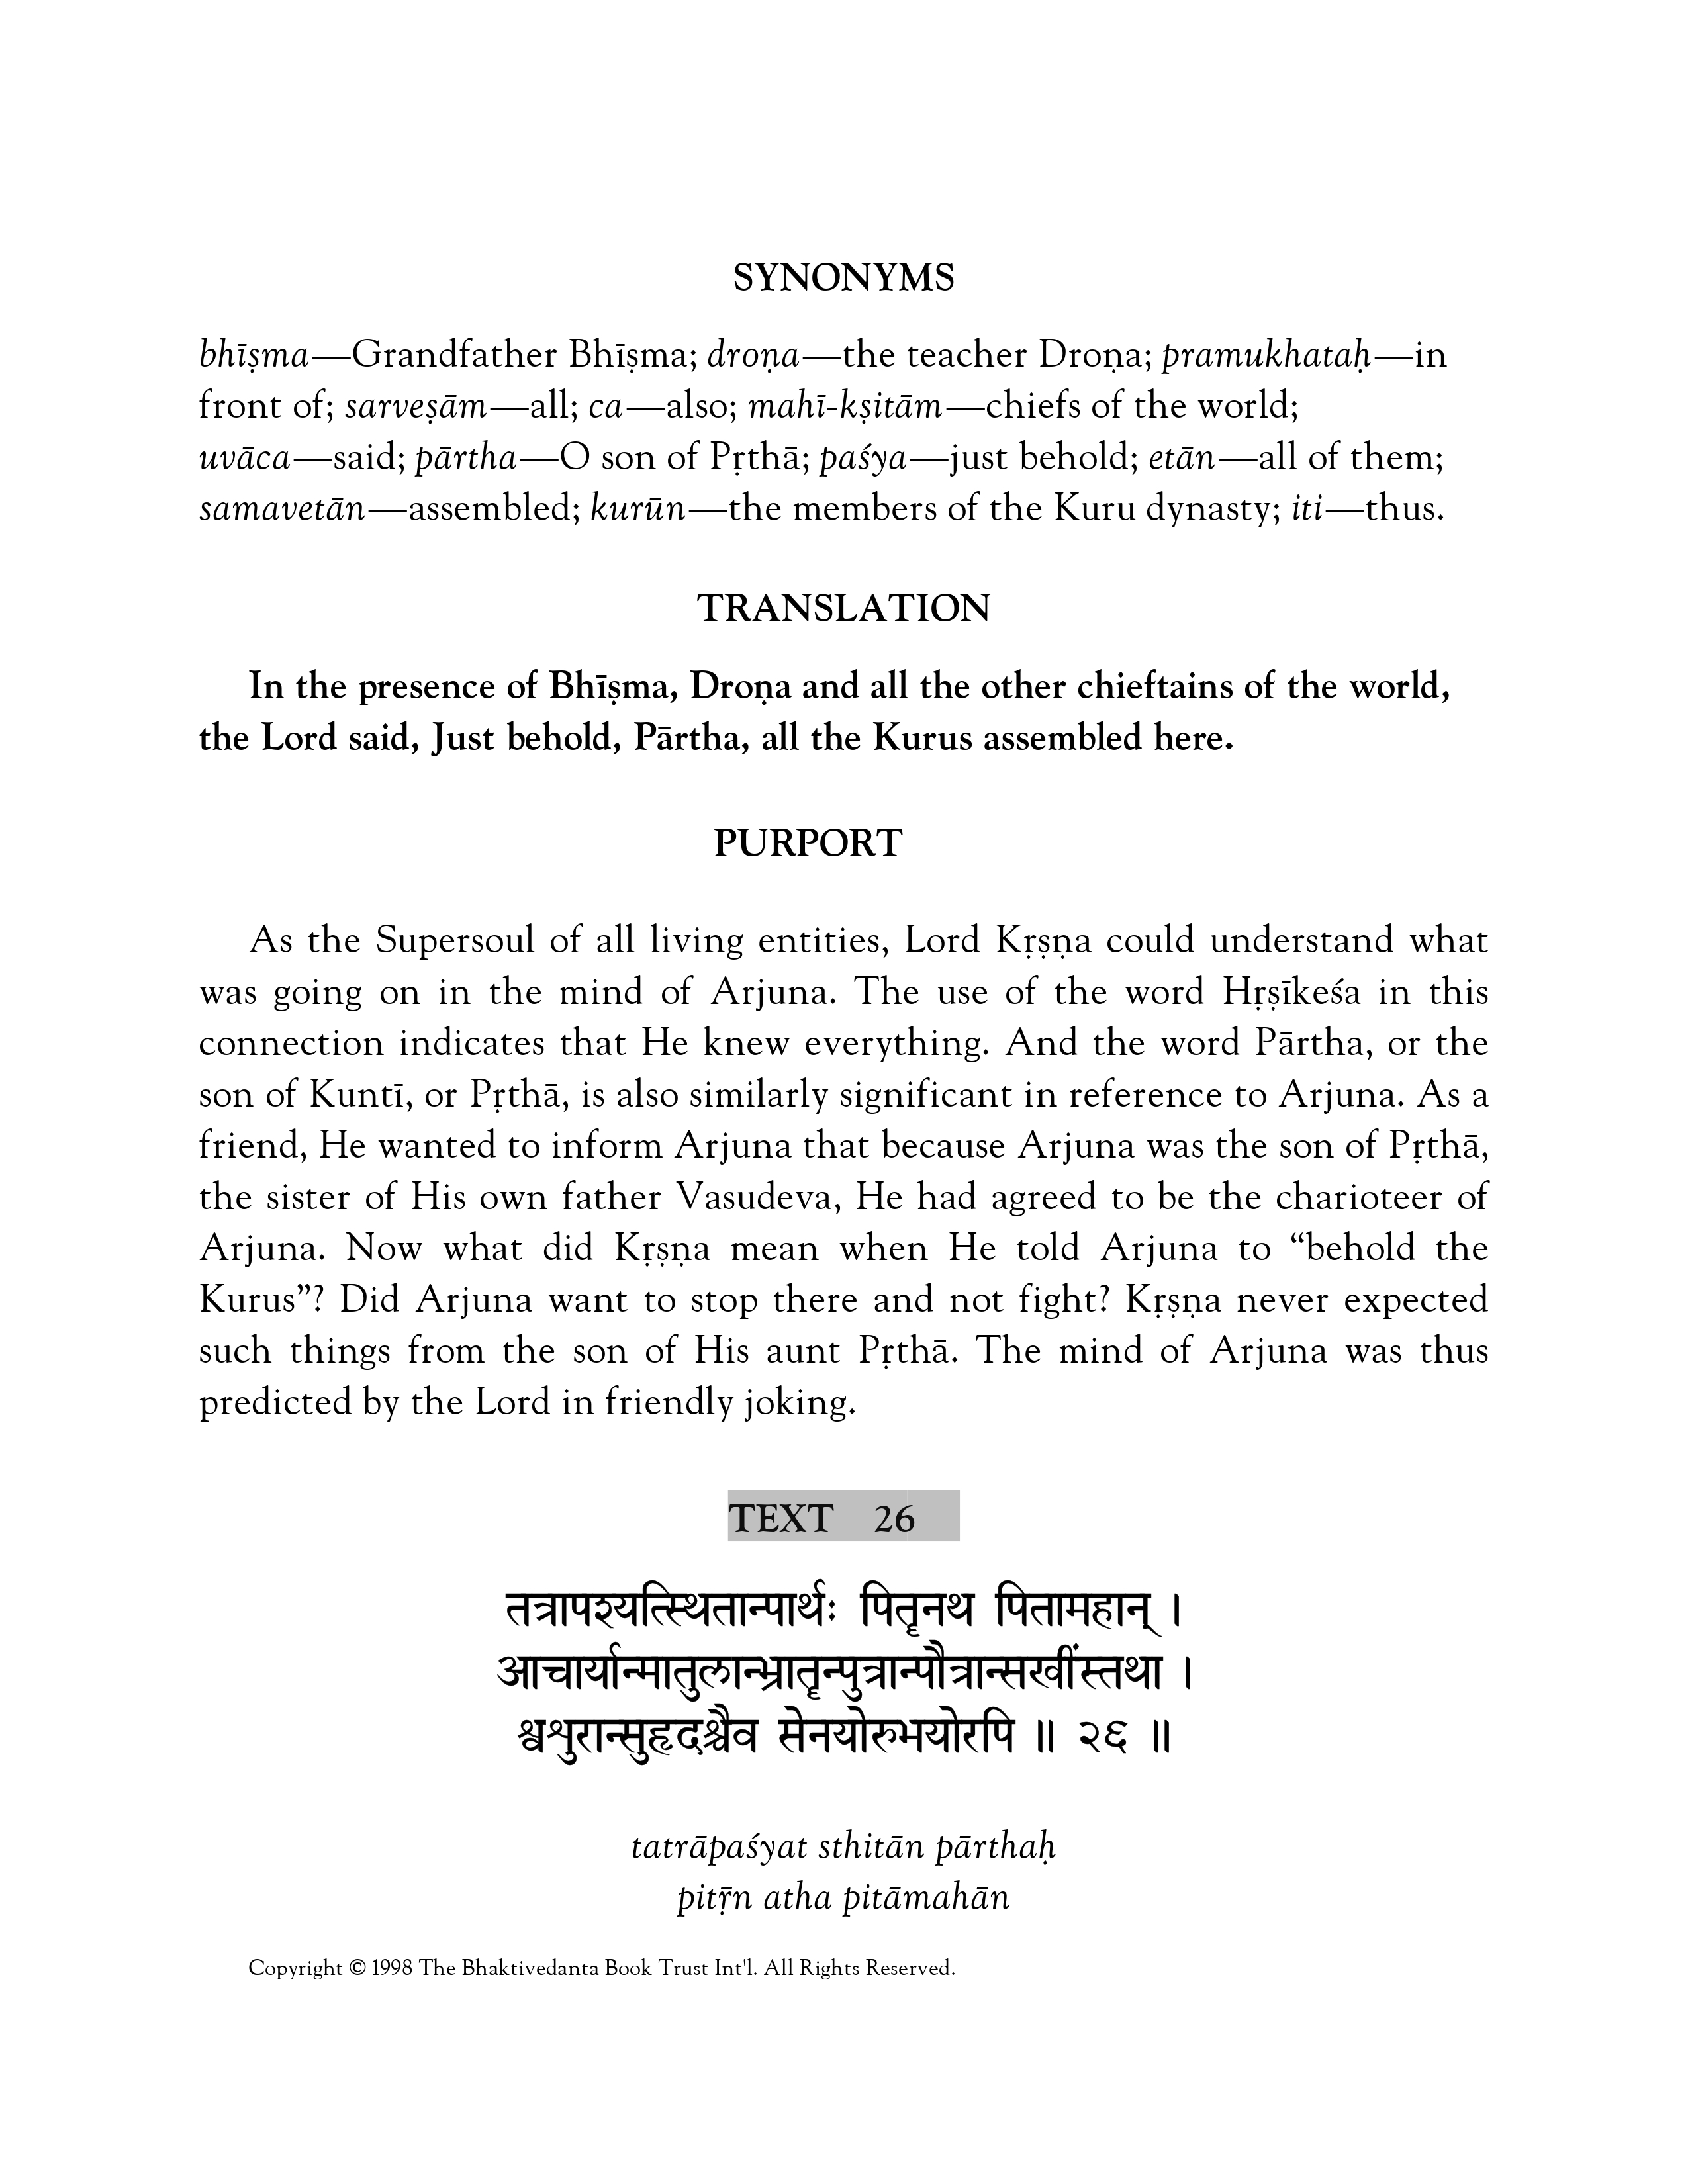 SYNONYMS
bhīṣma—Grandfather Bhīṣma; droṇa—the teacher Droṇa; pramukhataḥ—in
front of; sarveṣām—all; ca—also; mahī-kṣitām—chiefs of the world;
uvāca—said; pārtha—O son of Pṛthā; paśya—just behold; etān—all of them;
samavetān—assembled; kurūn—the members of the Kuru dynasty; iti—thus.
TRANSLATION
In the presence of Bhīṣma, Droṇa and all the other chieftains of the world,
the Lord said, Just behold, Pārtha, all the Kurus assembled here.
PURPORT
As the Supersoul of all living entities, Lord Kṛṣṇa could understand what
was going on in the mind of Arjuna. The use of the word Hṛṣīkeśa in this
connection indicates that He knew everything. And the word Pārtha, or the
son of Kuntī, or Pṛthā, is also similarly significant in reference to Arjuna. As a
friend, He wanted to inform Arjuna that because Arjuna was the son of Pṛthā,
the sister of His own father Vasudeva, He had agreed to be the charioteer of
Arjuna. Now what did Kṛṣṇa mean when He told Arjuna to “behold the
Kurus”? Did Arjuna want to stop there and not fight? Kṛṣṇa never expected
such things from the son of His aunt Pṛthā. The mind of Arjuna was thus
predicted by the Lord in friendly joking.
TEXT 26
तत्रापश्यत्स्थितान्पार्थः पितॄनथ पितामहान् ।
आचार्यान्मातुलान्भ्रातॄन्पुत्रान्पौत्रान्सखींस्तथा ।
श्वशुरान्सुहृदश्चैव सेनयोरुभयोरपि ॥ २६ ॥
tatrāpaśyat sthitān pārthaḥ
pitṝn atha pitāmahān
Copyright © 1998 The Bhaktivedanta Book Trust Int'l. All Rights Reserved.